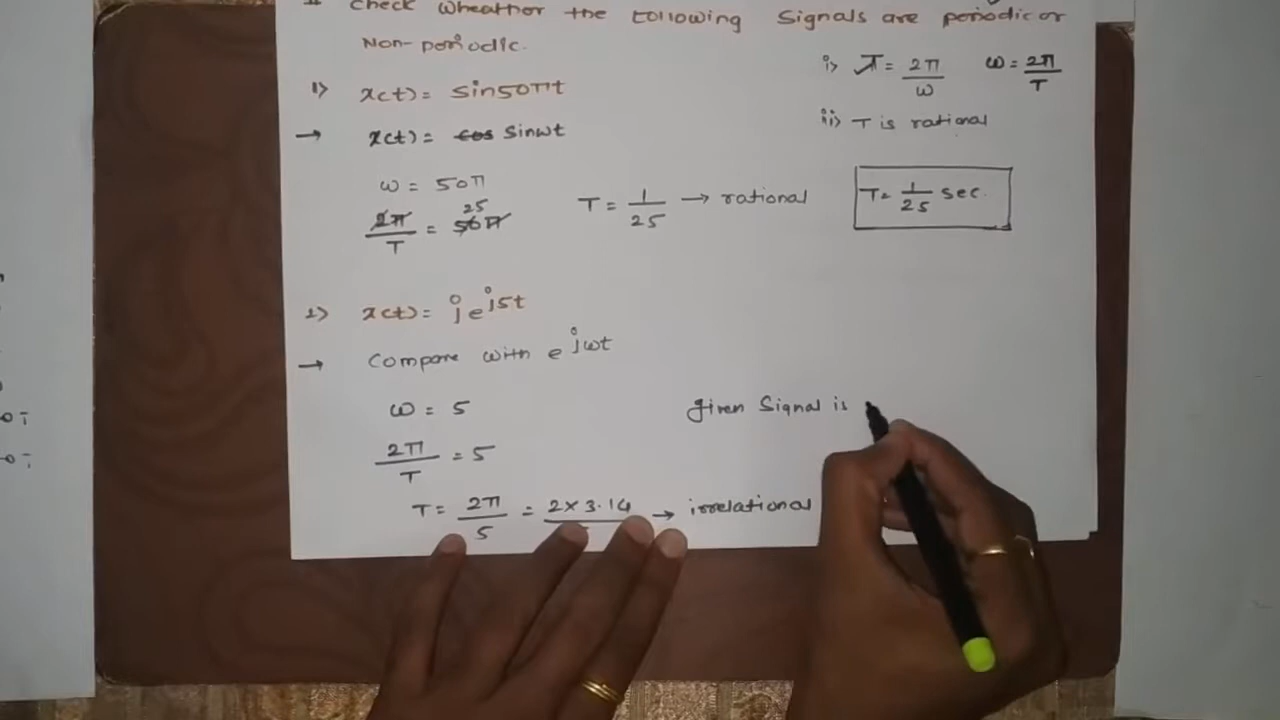 Check Wheathor the following Signals are periodic or
Non-periodic.
1) x(t) = sin50πt
→ x(t) = cos Sinωt
ω = 50π
2π/T = 50π 25
T = 1/25 → rational
i) T = 2π/ω ω = 2π/T
ii) T is rational
T = 1/25 sec.
2) x(t) = j e^j5t
→ Compare with e^jωt
ω = 5
2π/T = 5
T = 2π/5 = 2 x 3.14 → irrelational
given Signal is